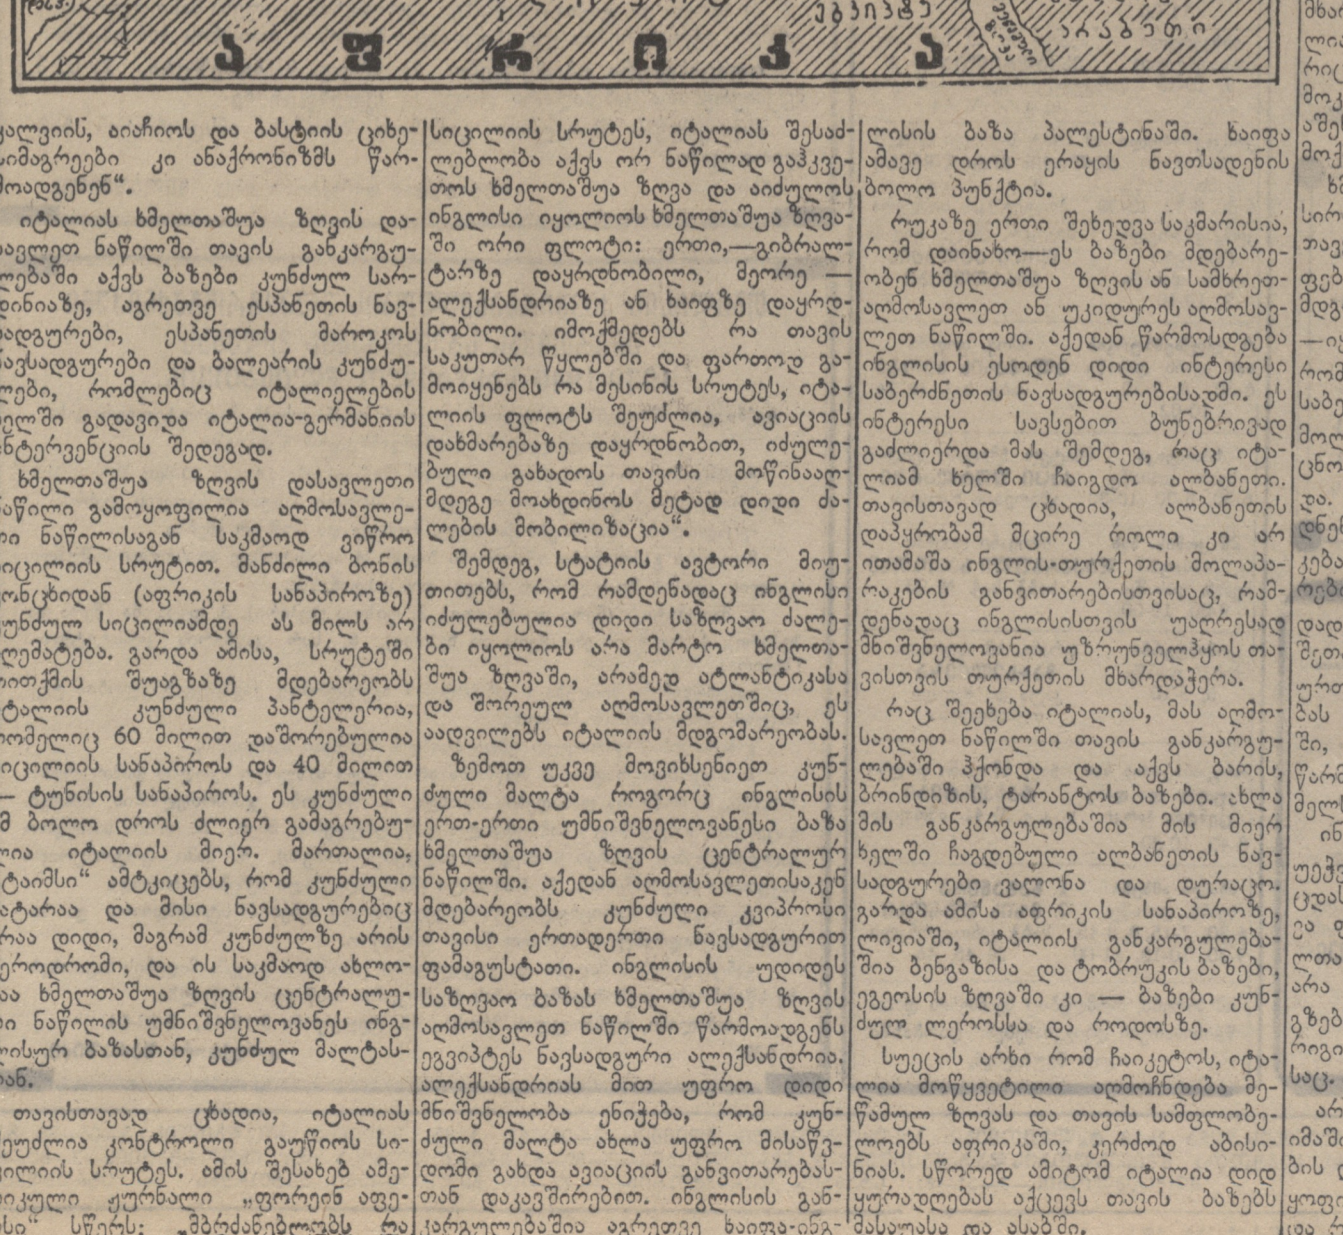 ეგვიპტე
არაბეთი
აფრიკა
კალვიის, აიაჩიოს და ბასტიის ციხე-
სიმაგრეები კი ანაქრონიზმს წარ-
მოადგენენ“.
იტალიას ხმელთაშუა ზღვის და-
სავლეთ ნაწილში თავის განკარგუ-
ლებაში აქვს ბაზები კუნძულ სარ-
დინიაზე, აგრეთვე ესპანეთის ნავ-
სადგურები, ესპანეთის მაროკოს
ნავსადგურები და ბალეარის კუნძუ-
ლები, რომლებიც იტალიელების
ხელში გადავიდა იტალია-გერმანიის
ინტერვენციის შედეგად.
ხმელთაშუა ზღვის დასავლეთი
ნაწილი გამოყოფილია აღმოსავლე-
თი ნაწილისაგან საკმაოდ ვიწრო
სიცილიის სრუტით. მანძილი ბონის
კონცხიდან (აფრიკის სანაპიროზე)
კუნძულ სიცილიამდე ას მილს არ
აღემატება. გარდა ამისა, სრუტეში
თითქმის შუაგზაზე მდებარეობს
იტალიის კუნძული პანტელერია,
რომელიც 60 მილით დაშორებულია
სიცილიის სანაპიროს და 40 მილით
— ტუნისის სანაპიროს. ეს კუნძული
ამ ბოლო დროს ძლიერ გამაგრებუ-
ლია იტალიის მიერ. მართალია,
„ტაიმსი“ ამტკიცებს, რომ კუნძული
პატარაა და მისი ნავსადგურებიც
არაა დიდი, მაგრამ კუნძულზე არის
აეროდრომი, და ის საკმაოდ ახლო-
საა ხმელთაშუა ზღვის ცენტრალუ-
რი ნაწილის უმნიშვნელოვანეს ინგ-
ლისურ ბაზასთან, კუნძულ მალტას-
თან.
თავისთავად ცხადია, იტალიას
შეუძლია კონტროლი გაუწიოს სი-
ცილიის სრუტეს. ამის შესახებ ამე-
რიკული ჟურნალი „ფორეინ აფე-
რსი“ სწერს: „მბრძანებლობს რა
სიცილიის სრუტეს, იტალიას შესაძ-
ლებლობა აქვს ორ ნაწილად გაჰკვე-
თოს ხმელთაშუა ზღვა და აიძულოს
ინგლისი იყოლიოს ხმელთაშუა ზღვა-
ში ორი ფლოტი: ერთი,—გიბრალ-
ტარზე დაყრდნობილი, მეორე —
ალექსანდრიაზე ან ხაიფზე დაყრდ-
ნობილი. იმოქმედებს რა თავის
საკუთარ წყლებში და ფართოდ გა-
მოიყენებს რა მესინის სრუტეს, იტა-
ლიის ფლოტს შეუძლია, ავიაციის
დახმარებაზე დაყრდნობით, იძულე-
ბული გახადოს თავისი მოწინააღ-
მდეგე მოახდინოს მეტად დიდი ძა-
ლების მობილიზაცია“.
შემდეგ, სტატიის ავტორი მიუ-
თითებს, რომ რამდენადაც ინგლისი
იძულებულია დიდი საზღვაო ძალე-
ბი იყოლიოს არა მარტო ხმელთა-
შუა ზღვაში, არამედ ატლანტიკასა
და შორეულ აღმოსავლეთშიც, ეს
აადვილებს იტალიის მდგომარეობას.
ზემოთ უკვე მოვიხსენიეთ კუნ-
ძული მალტა როგორც ინგლისის
ერთ-ერთი უმნიშვნელოვანესი ბაზა
ხმელთაშუა ზღვის ცენტრალურ
ნაწილში. აქედან აღმოსავლეთისაკენ
მდებარეობს კუნძული კვიპროსი
თავისი ერთადერთი ნავსადგურით
ფამაგუსტათი. ინგლისის უდიდეს
საზღვაო ბაზას ხმელთაშუა ზღვის
აღმოსავლეთ ნაწილში წარმოადგენს
ეგვიპტეს ნავსადგური ალექსანდრია.
ალექსანდრიას მით უფრო დიდი
მნიშვნელობა ენიჭება, რომ კუნ-
ძული მალტა ახლა უფრო მისაწვ-
დომი გახდა ავიაციის განვითარებას-
თან დაკავშირებით. ინგლისის გან-
კარგულებაშია აგრეთვე ხაიფა-ინგ-
ლისის ბაზა პალესტინაში. ხაიფა
ამავე დროს ერაყის ნავთსადენის
ბოლო პუნქტია.
რუკაზე ერთი შეხედვა საკმარისია,
რომ დაინახო—ეს ბაზები მდებარე-
ობენ ხმელთაშუა ზღვის ან სამხრეთ-
აღმოსავლეთ ან უკიდურეს აღმოსავ-
ლეთ ნაწილში. აქედან წარმოსდგება
ინგლისის ესოდენ დიდი ინტერესი
საბერძნეთის ნავსადგურებისადმი. ეს
ინტერესი სავსებით ბუნებრივად
გაძლიერდა მას შემდეგ, რაც იტა-
ლიამ ხელში ჩაიგდო ალბანეთი.
თავისთავად ცხადია, ალბანეთის
დაპყრობამ მცირე როლი კი არ
ითამაშა ინგლის-თურქეთის მოლაპა-
რაკების განვითარებისთვისაც, რამ-
დენადაც ინგლისისთვის უაღრესად
მნიშვნელოვანია უზრუნველჰყოს თა-
ვისთვის თურქეთის მხარდაჭერა.
რაც შეეხება იტალიას, მას აღმო-
სავლეთ ნაწილში თავის განკარგუ-
ლებაში ჰქონდა და აქვს ბარის,
ბრინდიზის, ტარანტოს ბაზები. ახლა
მის განკარგულებაშია მის მიერ
ხელში ჩაგდებული ალბანეთის ნავ-
სადგურები ვალონა და დურაცო.
გარდა ამისა აფრიკის სანაპიროზე,
ლივიაში, იტალიის განკარგულება-
შია ბენგაზისა და ტობრუკის ბაზები,
ეგეოსის ზღვაში კი — ბაზები კუნ-
ძულ ლეროსსა და როდოსზე.
სუეცის არხი რომ ჩაიკეტოს, იტა-
ლია მოწყვეტილი აღმოჩნდება მე-
წამულ ზღვას და თავის სამფლობე-
ლოებს აფრიკაში, კერძოდ აბისი-
ნიას. სწორედ ამიტომ იტალია დიდ
ყურადღებას აქცევს თავის ბაზებს
მასაუასა და ასაბში.